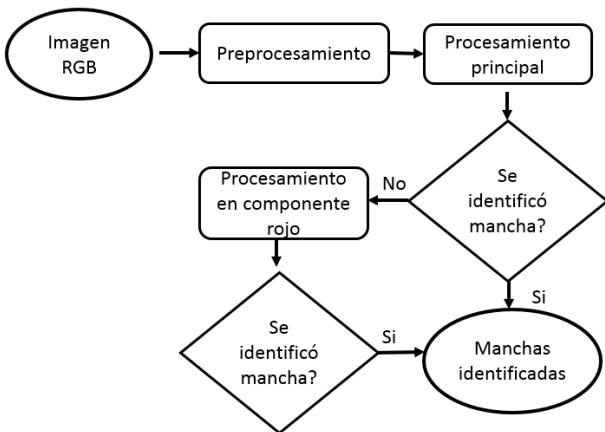 Imagen
RGB
Preprocesamiento
Procesamiento
principal
Se
identificó
mancha?
No
Procesamiento
en componente
rojo
Si
Se
identificó
mancha?
Si
Manchas
identificadas